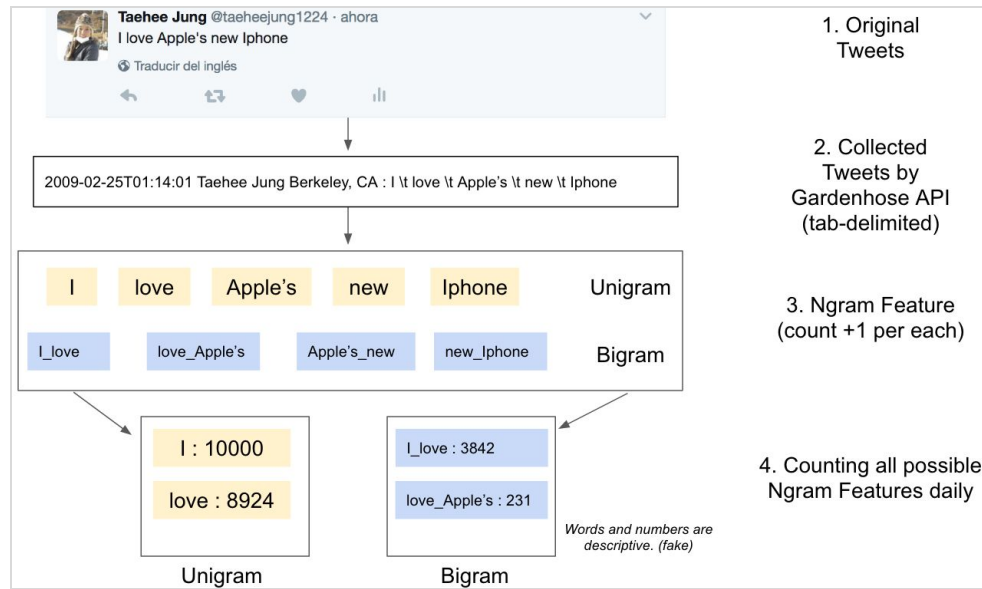 Taehee Jung @taeheejung1224 · ahora
I love Apple's new Iphone
Traducir del inglés
1. Original
Tweets
2009-02-25T01:14:01 Taehee Jung Berkeley, CA : I \t love \t Apple's \t new \t Iphone
2. Collected
Tweets by
Gardenhose API
(tab-delimited)
I love Apple's new Iphone Unigram
I_love love_Apple's Apple's_new new_Iphone Bigram
3. Ngram Feature
(count +1 per each)
I : 10000
love : 8924
Unigram
I_love : 3842
love_Apple's : 231
Bigram
Words and numbers are
descriptive. (fake)
4. Counting all possible
Ngram Features daily